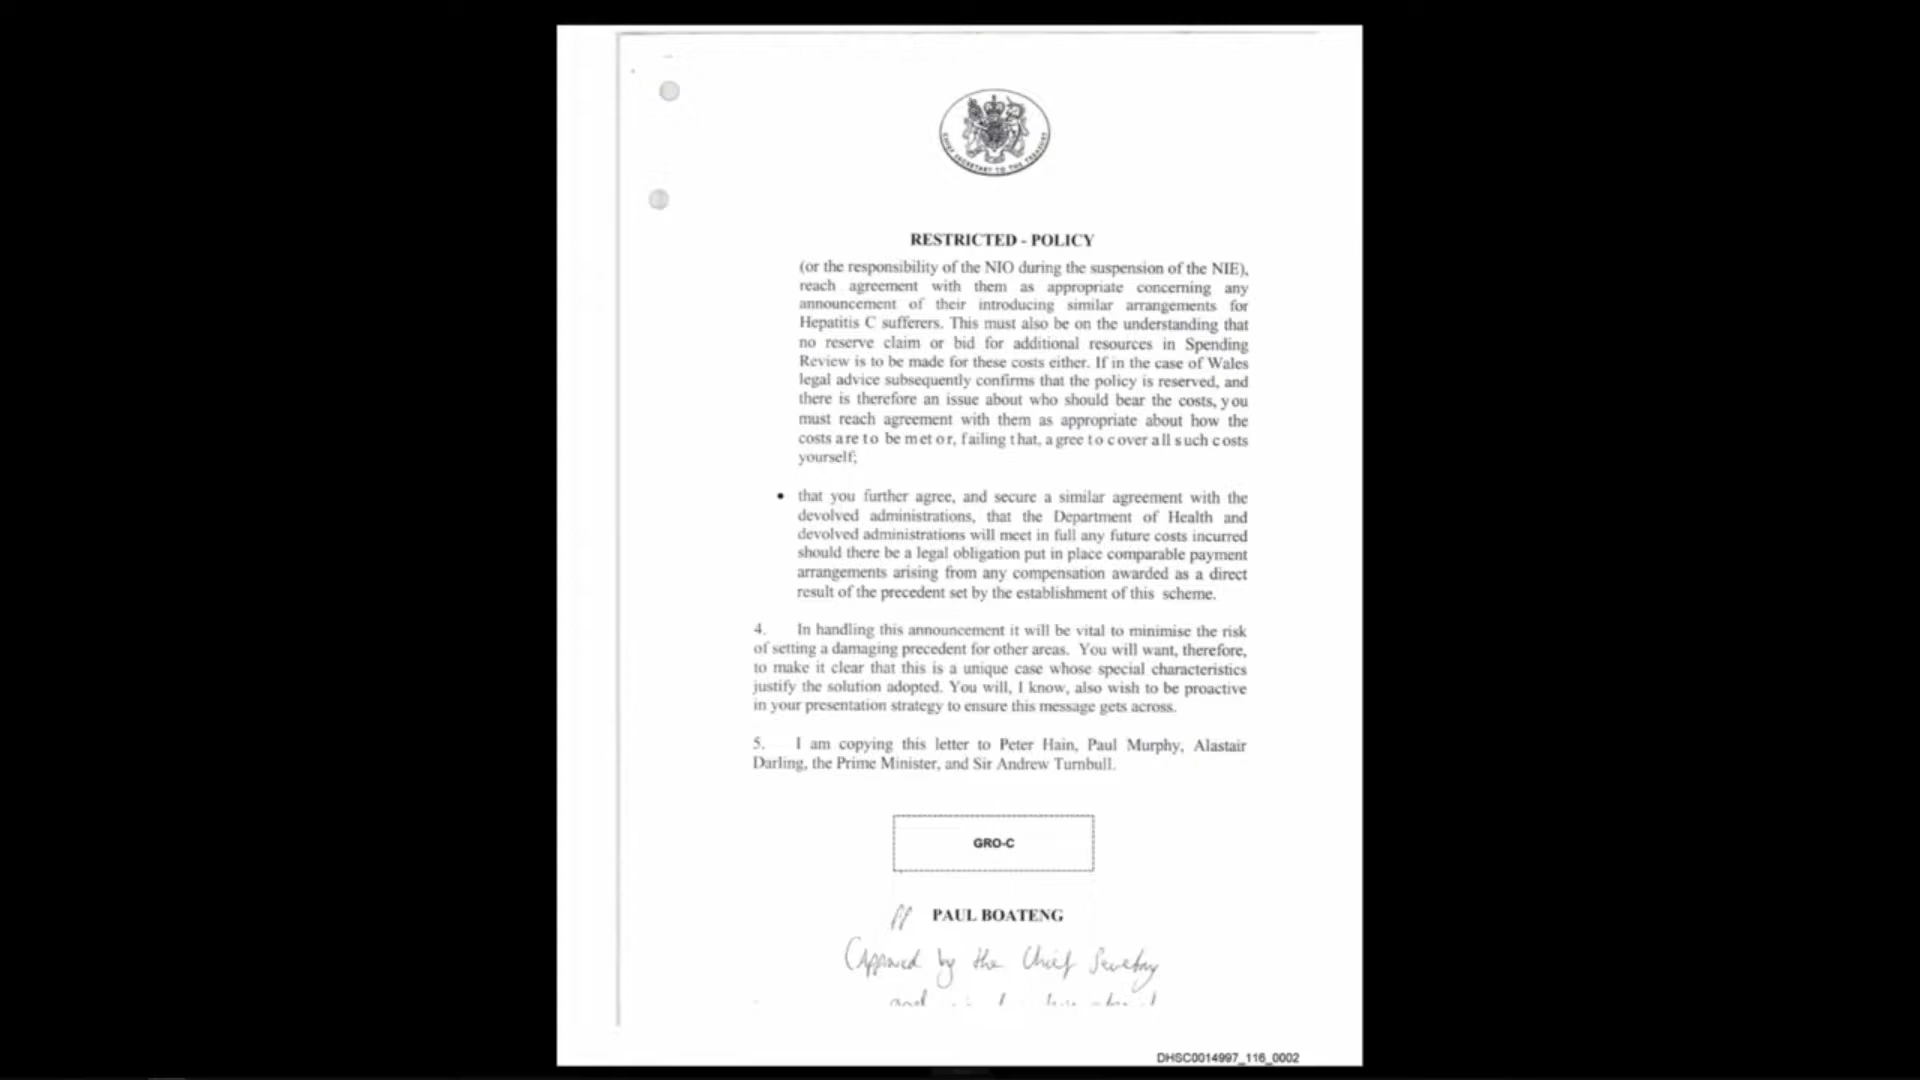 CHIEF SECRETARY TO THE TREASURY
RESTRICTED - POLICY
(or the responsibility of the NIO during the suspension of the NIE),
reach agreement with them as appropriate concerning any
announcement of their introducing similar arrangements for
Hepatitis C sufferers. This must also be on the understanding that
no reserve claim or bid for additional resources in Spending
Review is to be made for these costs either. If in the case of Wales
legal advice subsequently confirms that the policy is reserved, and
there is therefore an issue about who should bear the costs, you
must reach agreement with them as appropriate about how the
costs are to be met or, failing that, agree to cover all such costs
yourself;
• that you further agree, and secure a similar agreement with the
devolved administrations, that the Department of Health and
devolved administrations will meet in full any future costs incurred
should there be a legal obligation put in place comparable payment
arrangements arising from any compensation awarded as a direct
result of the precedent set by the establishment of this scheme.
4. In handling this announcement it will be vital to minimise the risk
of setting a damaging precedent for other areas. You will want, therefore,
to make it clear that this is a unique case whose special characteristics
justify the solution adopted. You will, I know, also wish to be proactive
in your presentation strategy to ensure this message gets across.
5. I am copying this letter to Peter Hain, Paul Murphy, Alastair
Darling, the Prime Minister, and Sir Andrew Turnbull.
GRO-C
pp PAUL BOATENG
(Approved by the Chief Secretary
and
DHSC0014997_116_0002